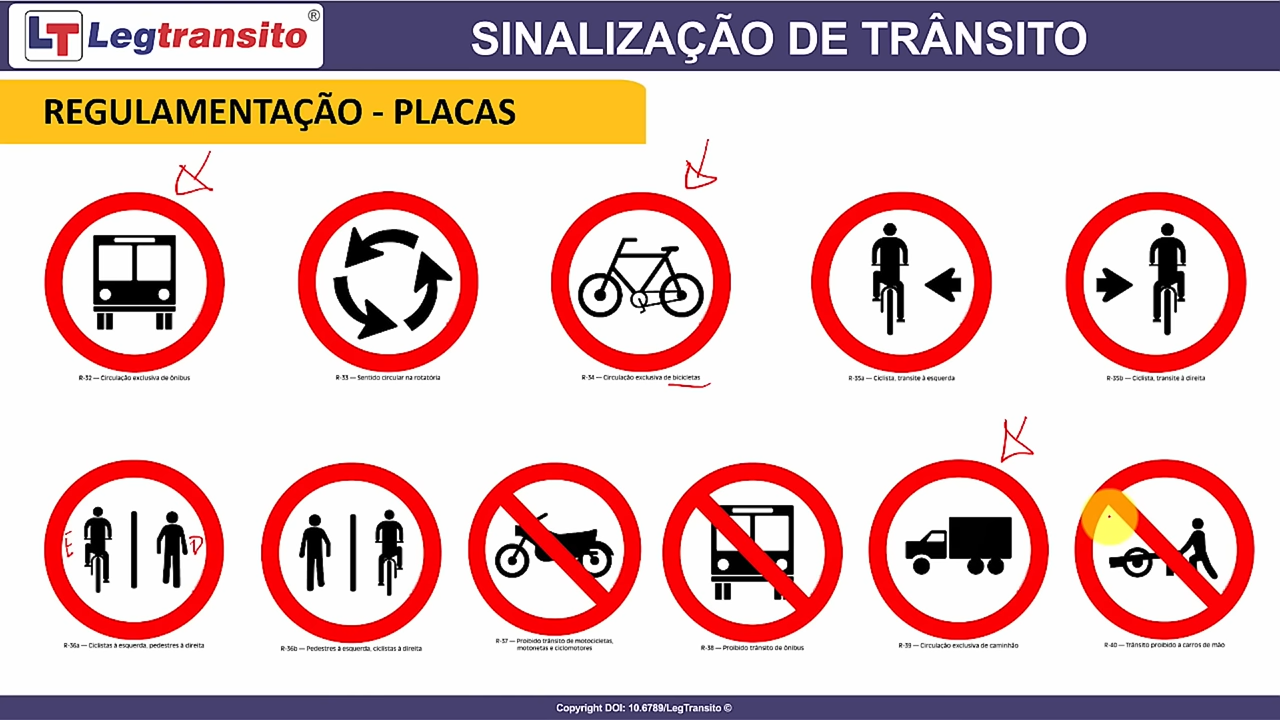 LT Legtransito®
SINALIZAÇÃO DE TRÂNSITO
REGULAMENTAÇÃO - PLACAS
R-32 — Circulação exclusiva de ônibus
R-33 — Sentido circular na rotatória
R-34 — Circulação exclusiva de bicicletas
R-35a — Ciclista, transite à esquerda
R-35b — Ciclista, transite à direita
E
D
R-36a — Ciclistas à esquerda, pedestres à direita
R-36b — Pedestres à esquerda, ciclistas à direita
R-37 — Proibido trânsito de motocicletas,
motonetas e ciclomotores
R-38 — Proibido trânsito de ônibus
R-39 — Circulação exclusiva de caminhão
R-40 — Trânsito proibido a carros de mão
Copyright DOI: 10.6789/LegTransito ©